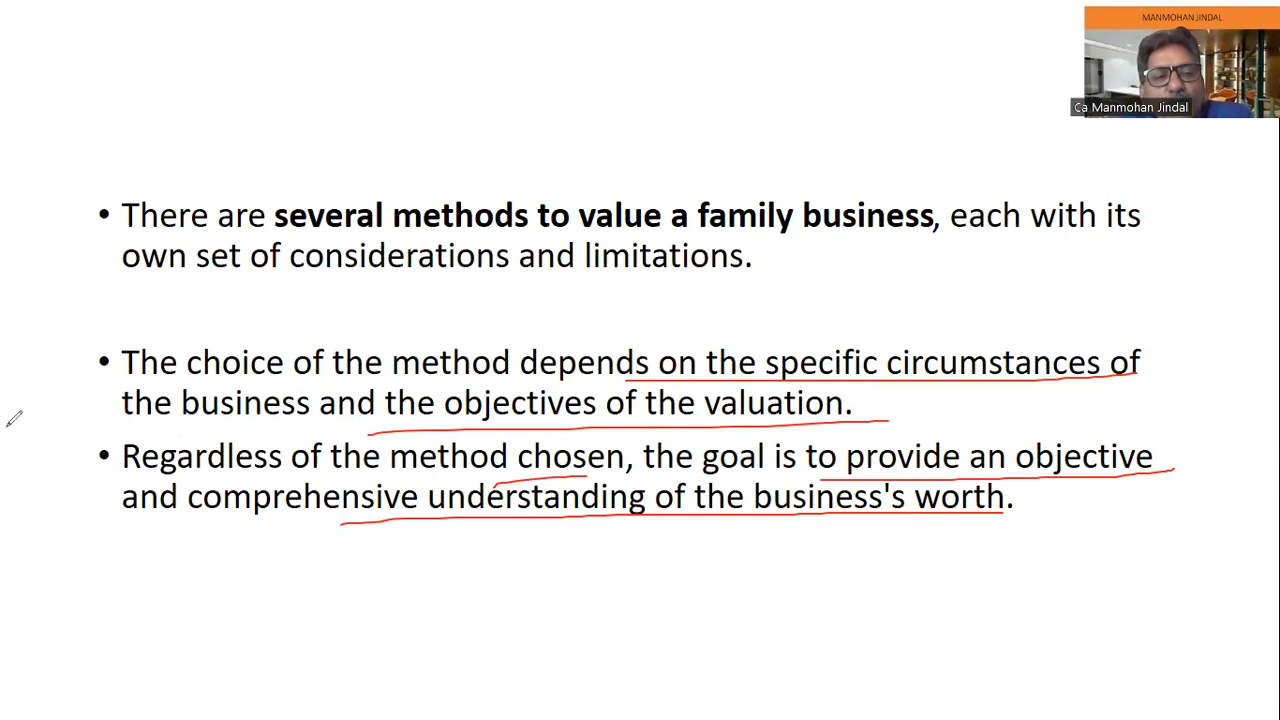 MANMOHAN JINDAL
Ca Manmohan Jindal
• There are several methods to value a family business, each with its
own set of considerations and limitations.
• The choice of the method depends on the specific circumstances of
the business and the objectives of the valuation.
• Regardless of the method chosen, the goal is to provide an objective
and comprehensive understanding of the business's worth.